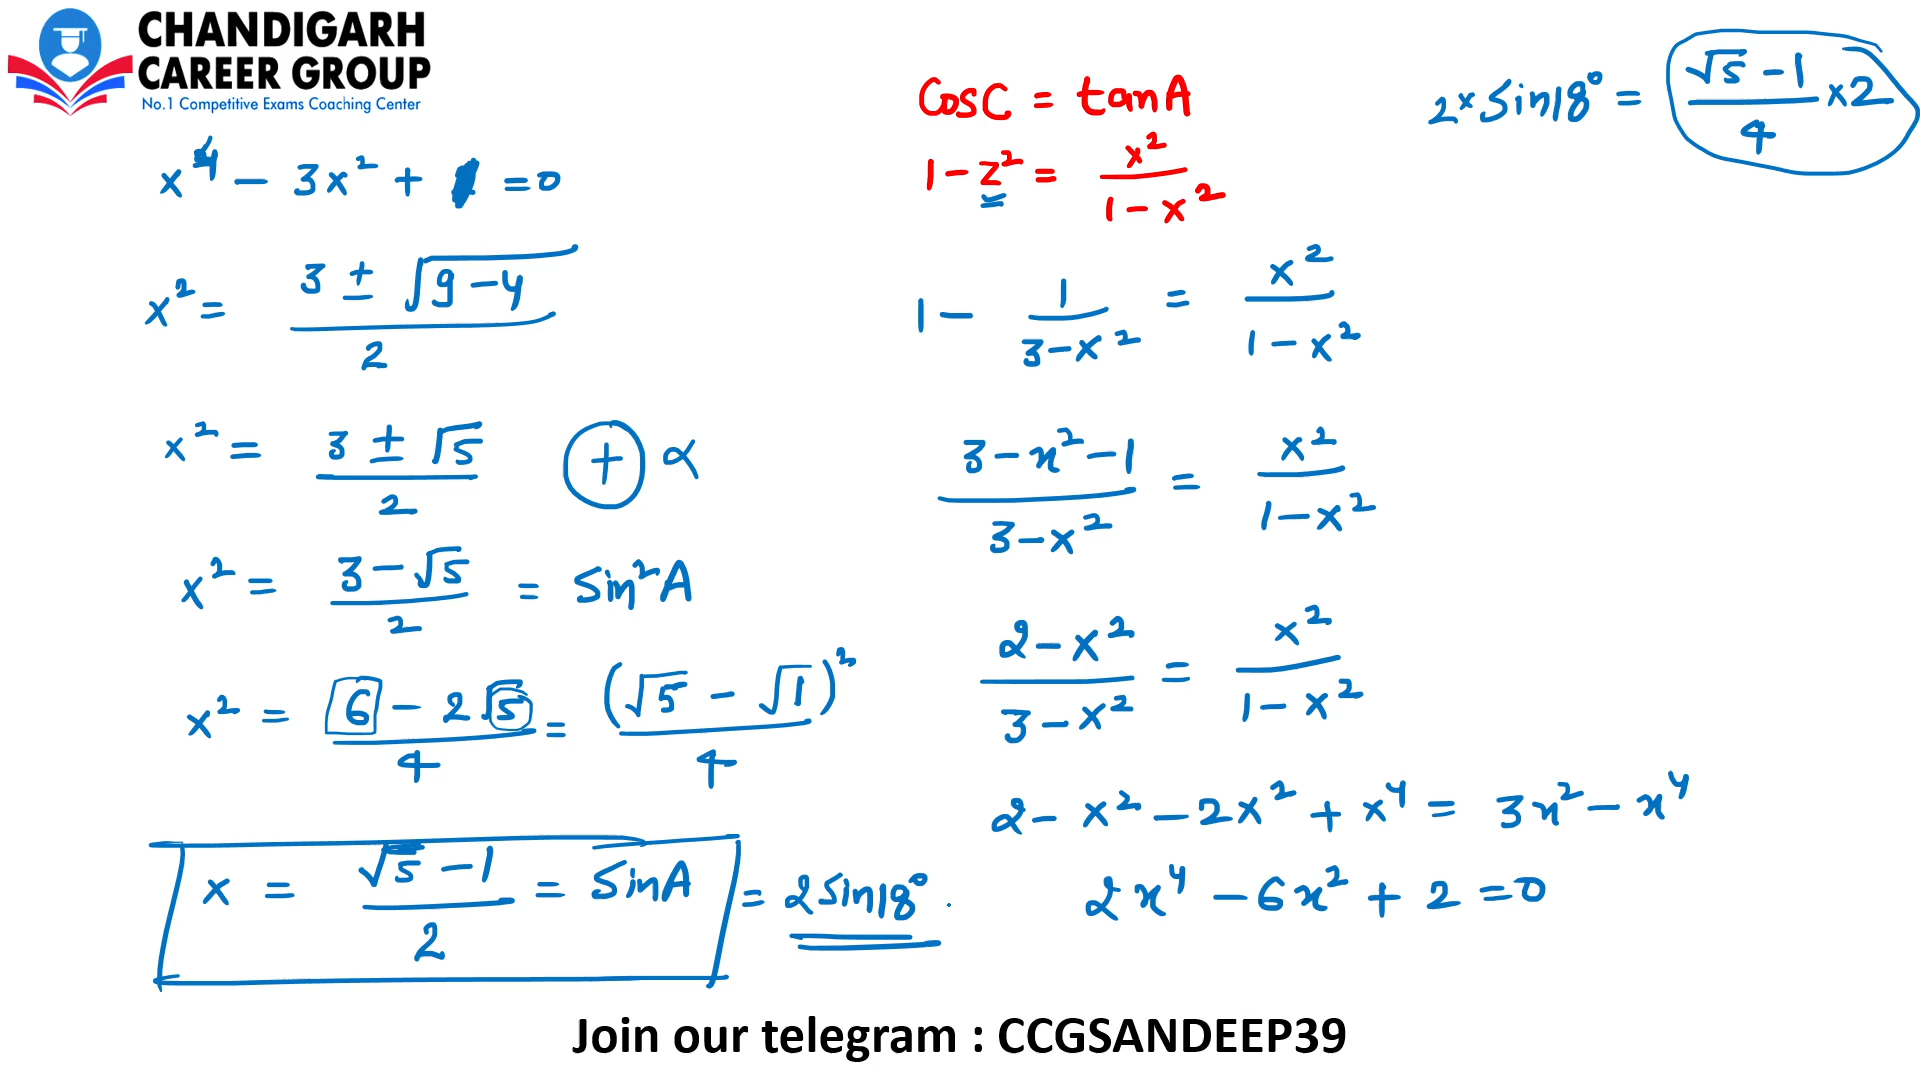 CHANDIGARH
CAREER GROUP
No.1 Competitive Exams Coaching Center
x⁴ - 3x² + 1 = 0
x² = (3 ± √(9-4))/2
x² = (3 ± √5)/2 (+) α
x² = (3 - √5)/2 = Sin²A
x² = (6 - 2√5)/4 = (√5 - √1)²/4
x = (√5 - 1)/2 = SinA = 2Sin18°.
CosC = tanA
1 - z² = x²/(1 - x²)
1 - 1/(3 - x²) = x²/(1 - x²)
(3 - x² - 1)/(3 - x²) = x²/(1 - x²)
(2 - x²)/(3 - x²) = x²/(1 - x²)
2 - x² - 2x² + x⁴ = 3x² - x⁴
2x⁴ - 6x² + 2 = 0
2 × Sin18° = (√5 - 1)/4 × 2
Join our telegram : CCGSANDEEP39